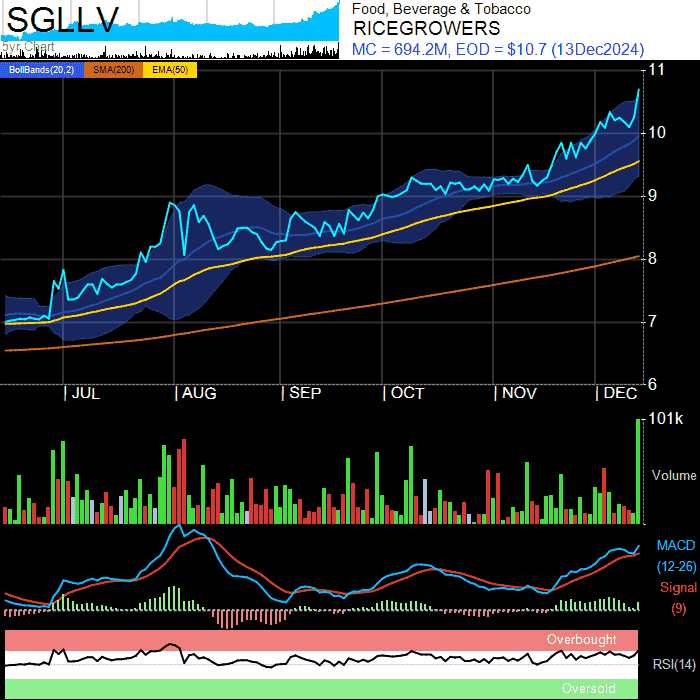 SGLLV
5yr Chart
Food, Beverage & Tobacco
RICEGROWERS
MC = 694.2M, EOD = $10.7 (13Dec2024)
BollBands(20,2) SMA(200) EMA(50)
11
10
9
8
7
6
JUL AUG SEP OCT NOV DEC
101k
Volume
MACD
(12-26)
Signal
(9)
Overbought
RSI(14)
Oversold